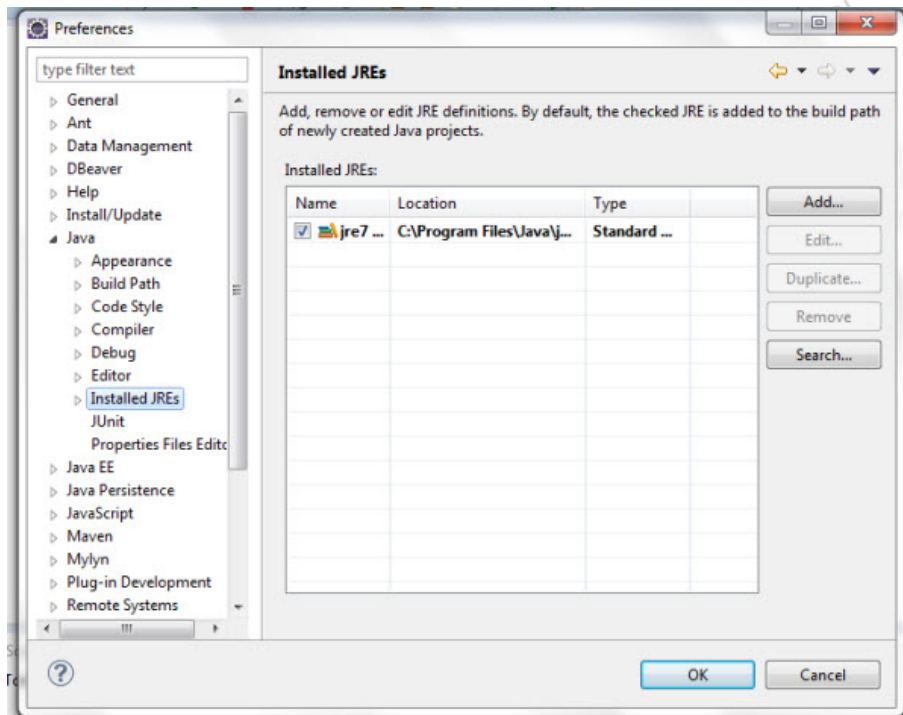 Preferences
type filter text
General
Ant
Data Management
DBeaver
Help
Install/Update
Java
Appearance
Build Path
Code Style
Compiler
Debug
Editor
Installed JREs
JUnit
Properties Files Edito
Java EE
Java Persistence
JavaScript
Maven
Mylyn
Plug-in Development
Remote Systems
Installed JREs
Add, remove or edit JRE definitions. By default, the checked JRE is added to the build path
of newly created Java projects.
Installed JREs:
Name Location Type
jre7 ... C:\Program Files\Java\j... Standard ...
Add...
Edit...
Duplicate...
Remove
Search...
OK
Cancel